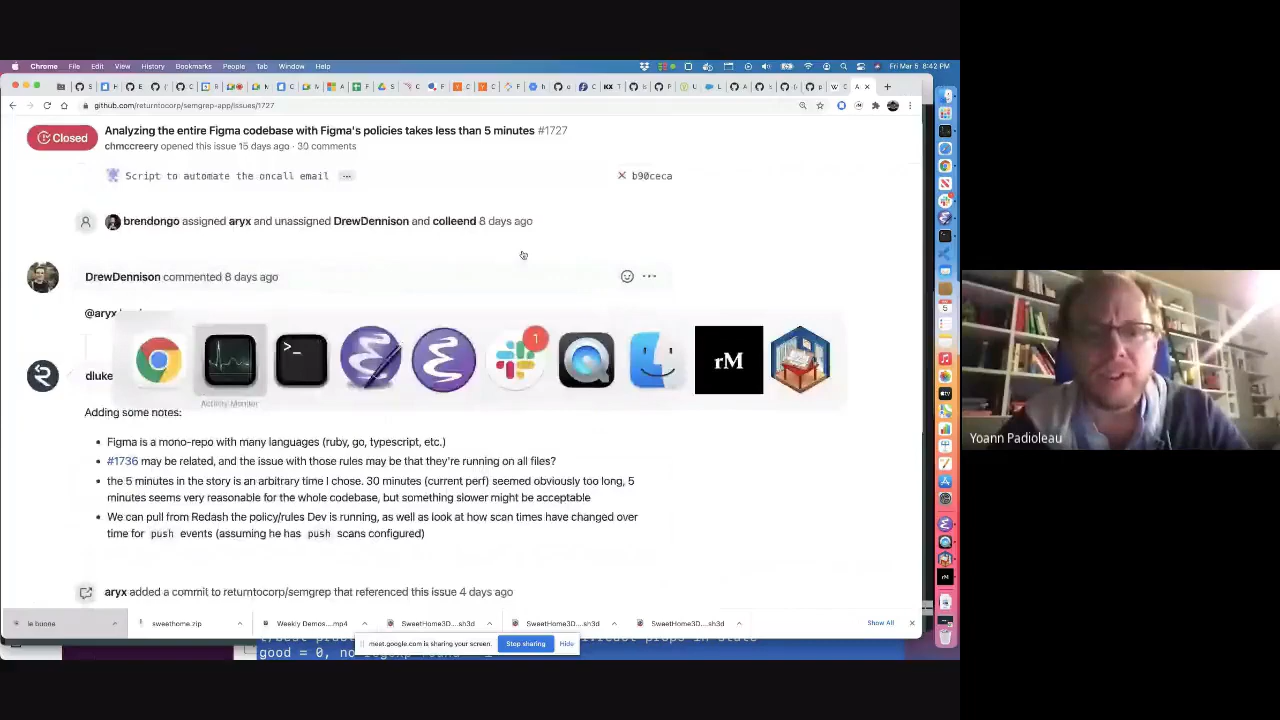 Chrome File Edit View History Bookmarks People Tab Window Help
Fri Mar 5 8:42 PM
github.com/returntocorp/semgrep-app/issues/1727
Closed
Analyzing the entire Figma codebase with Figma's policies takes less than 5 minutes #1727
chmccreery opened this issue 15 days ago · 30 comments
Script to automate the oncall email
b90ceca
brendongo assigned aryx and unassigned DrewDennison and colleend 8 days ago
DrewDennison commented 8 days ago
@aryx
>_
1
rM
Activity Monitor
dluke
Adding some notes:
Figma is a mono-repo with many languages (ruby, go, typescript, etc.)
#1736 may be related, and the issue with those rules may be that they're running on all files?
the 5 minutes in the story is an arbitrary time I chose. 30 minutes (current perf) seemed obviously too long, 5
minutes seems very reasonable for the whole codebase, but something slower might be acceptable
We can pull from Redash the policy/rules Dev is running, as well as look at how scan times have changed over
time for push events (assuming he has push scans configured)
aryx added a commit to returntocorp/semgrep that referenced this issue 4 days ago
le buone
sweethome.zip
Weekly Demos....mp4
SweetHome3D....sh3d
SweetHome3D....sh3d
SweetHome3D....sh3d
Show All
meet.google.com is sharing your screen.
Stop sharing
Hide
good = 0, no
Yoann Padioleau